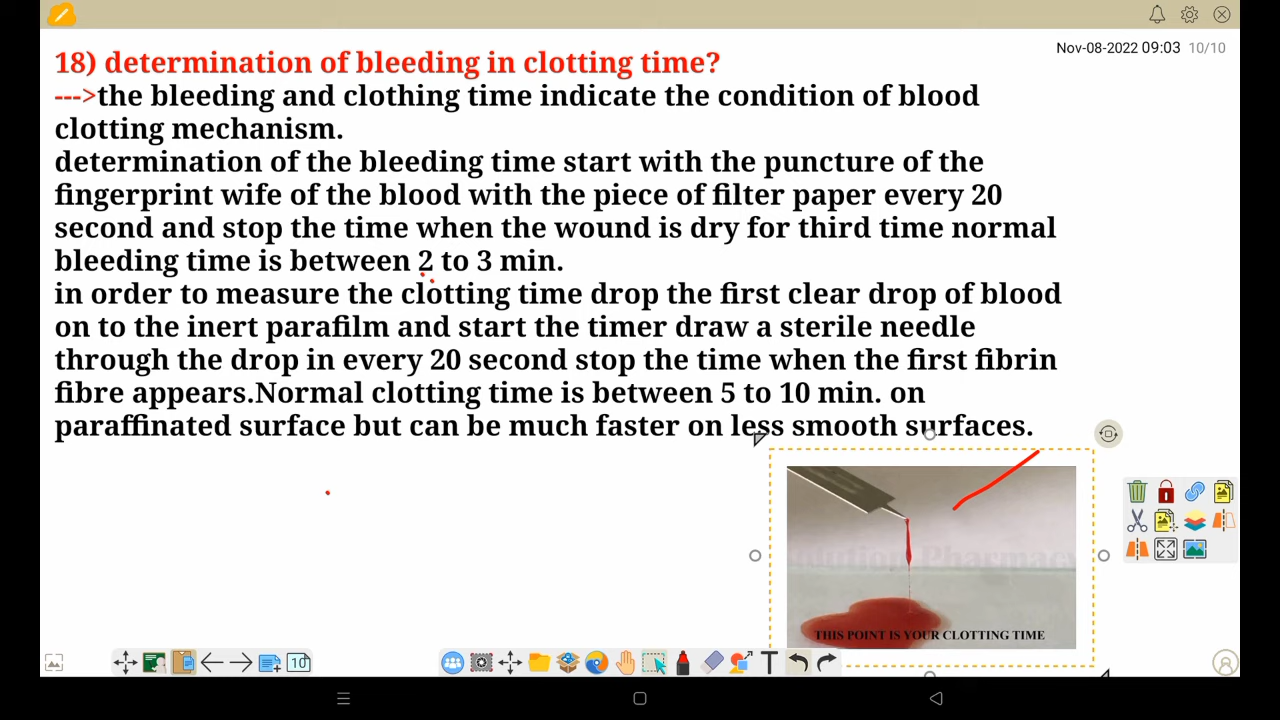 Nov-08-2022 09:03 10/10
18) determination of bleeding in clotting time?
--->the bleeding and clothing time indicate the condition of blood
clotting mechanism.
determination of the bleeding time start with the puncture of the
fingerprint wife of the blood with the piece of filter paper every 20
second and stop the time when the wound is dry for third time normal
bleeding time is between 2 to 3 min.
in order to measure the clotting time drop the first clear drop of blood
on to the inert parafilm and start the timer draw a sterile needle
through the drop in every 20 second stop the time when the first fibrin
fibre appears.Normal clotting time is between 5 to 10 min. on
paraffinated surface but can be much faster on less smooth surfaces.
olution Pharmacy
THIS POINT IS YOUR CLOTTING TIME
10
T